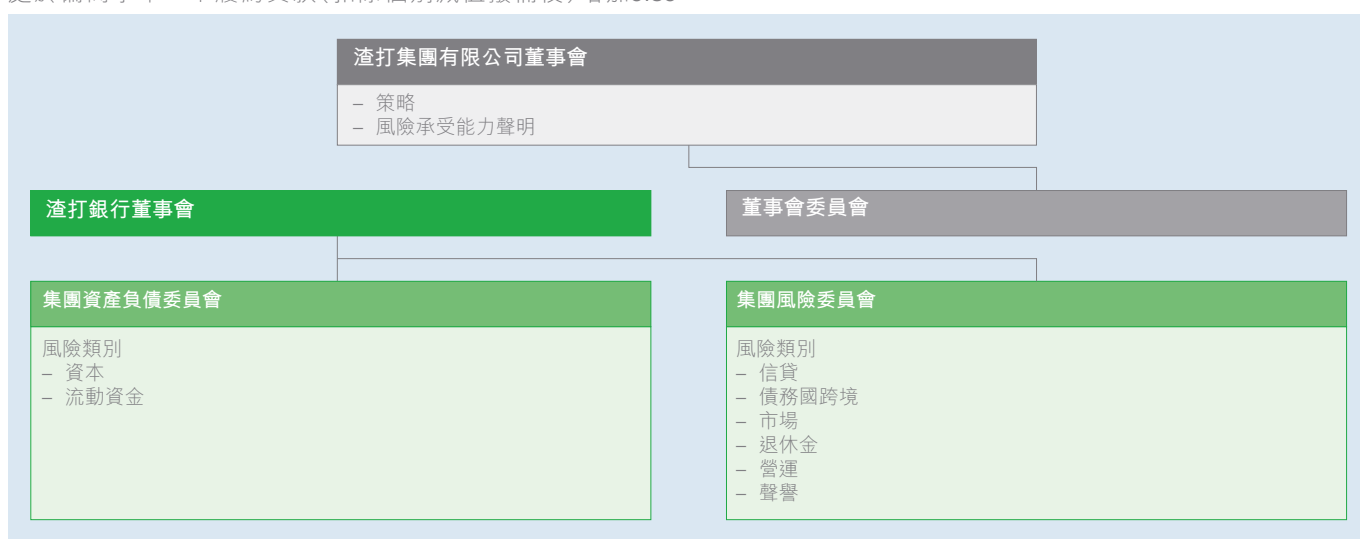 渣打集團有限公司董事會
– 策略
– 風險承受能力聲明
渣打銀行董事會
董事會委員會
集團資產負債委員會
風險類別
– 資本
– 流動資金
集團風險委員會
風險類別
– 信貸
– 債務國跨境
– 市場
– 退休金
– 營運
– 聲譽